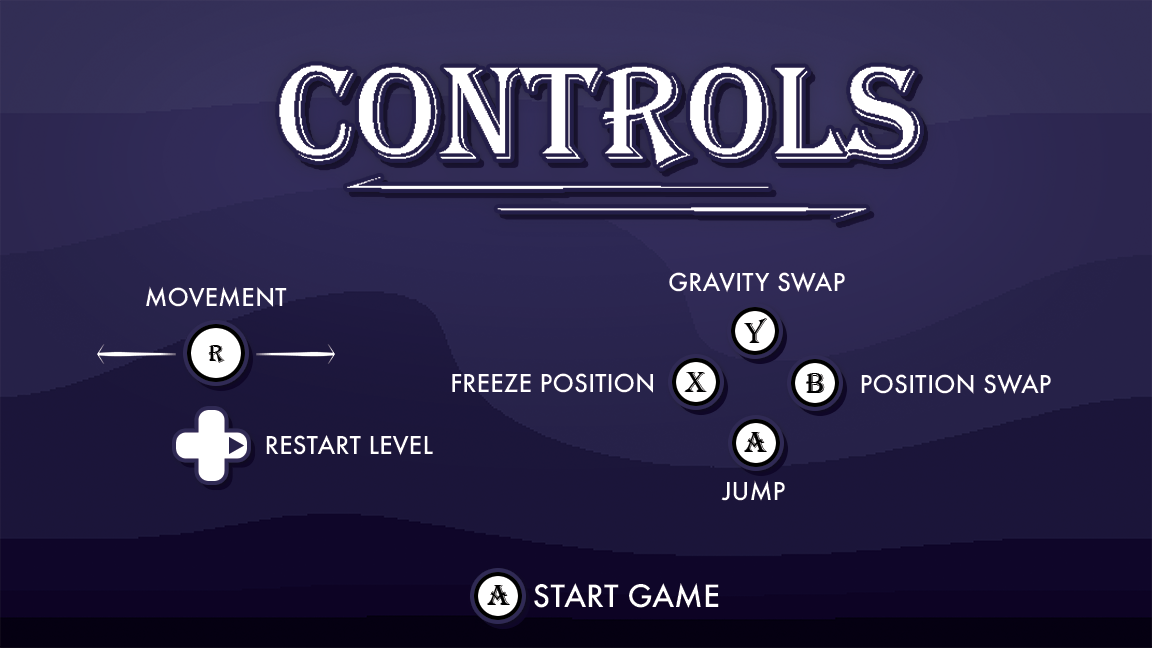 CONTROLS
MOVEMENT
R
RESTART LEVEL
GRAVITY SWAP
Y
FREEZE POSITION X B POSITION SWAP
A
JUMP
A START GAME